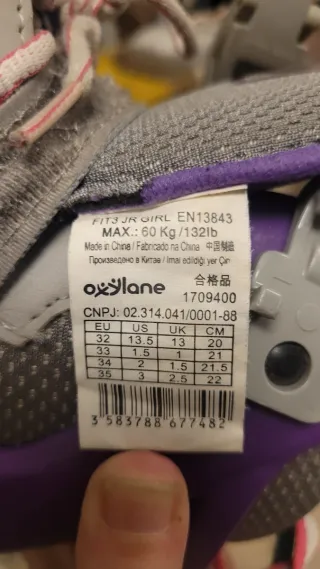 FIT3 JR GIRL EN13843
MAX.: 60 Kg /132lb
Made in China / Fabricado na China 中国制造
Произведено в Китае / Imal edildiği yer Çin
合格品
oxylane
1709400
CNPJ: 02.314.041/0001-88
EU US UK CM
32 13.5 13 20
33 1.5 1 21
34 2 1.5 21.5
35 3 2.5 22
3 583788 677482